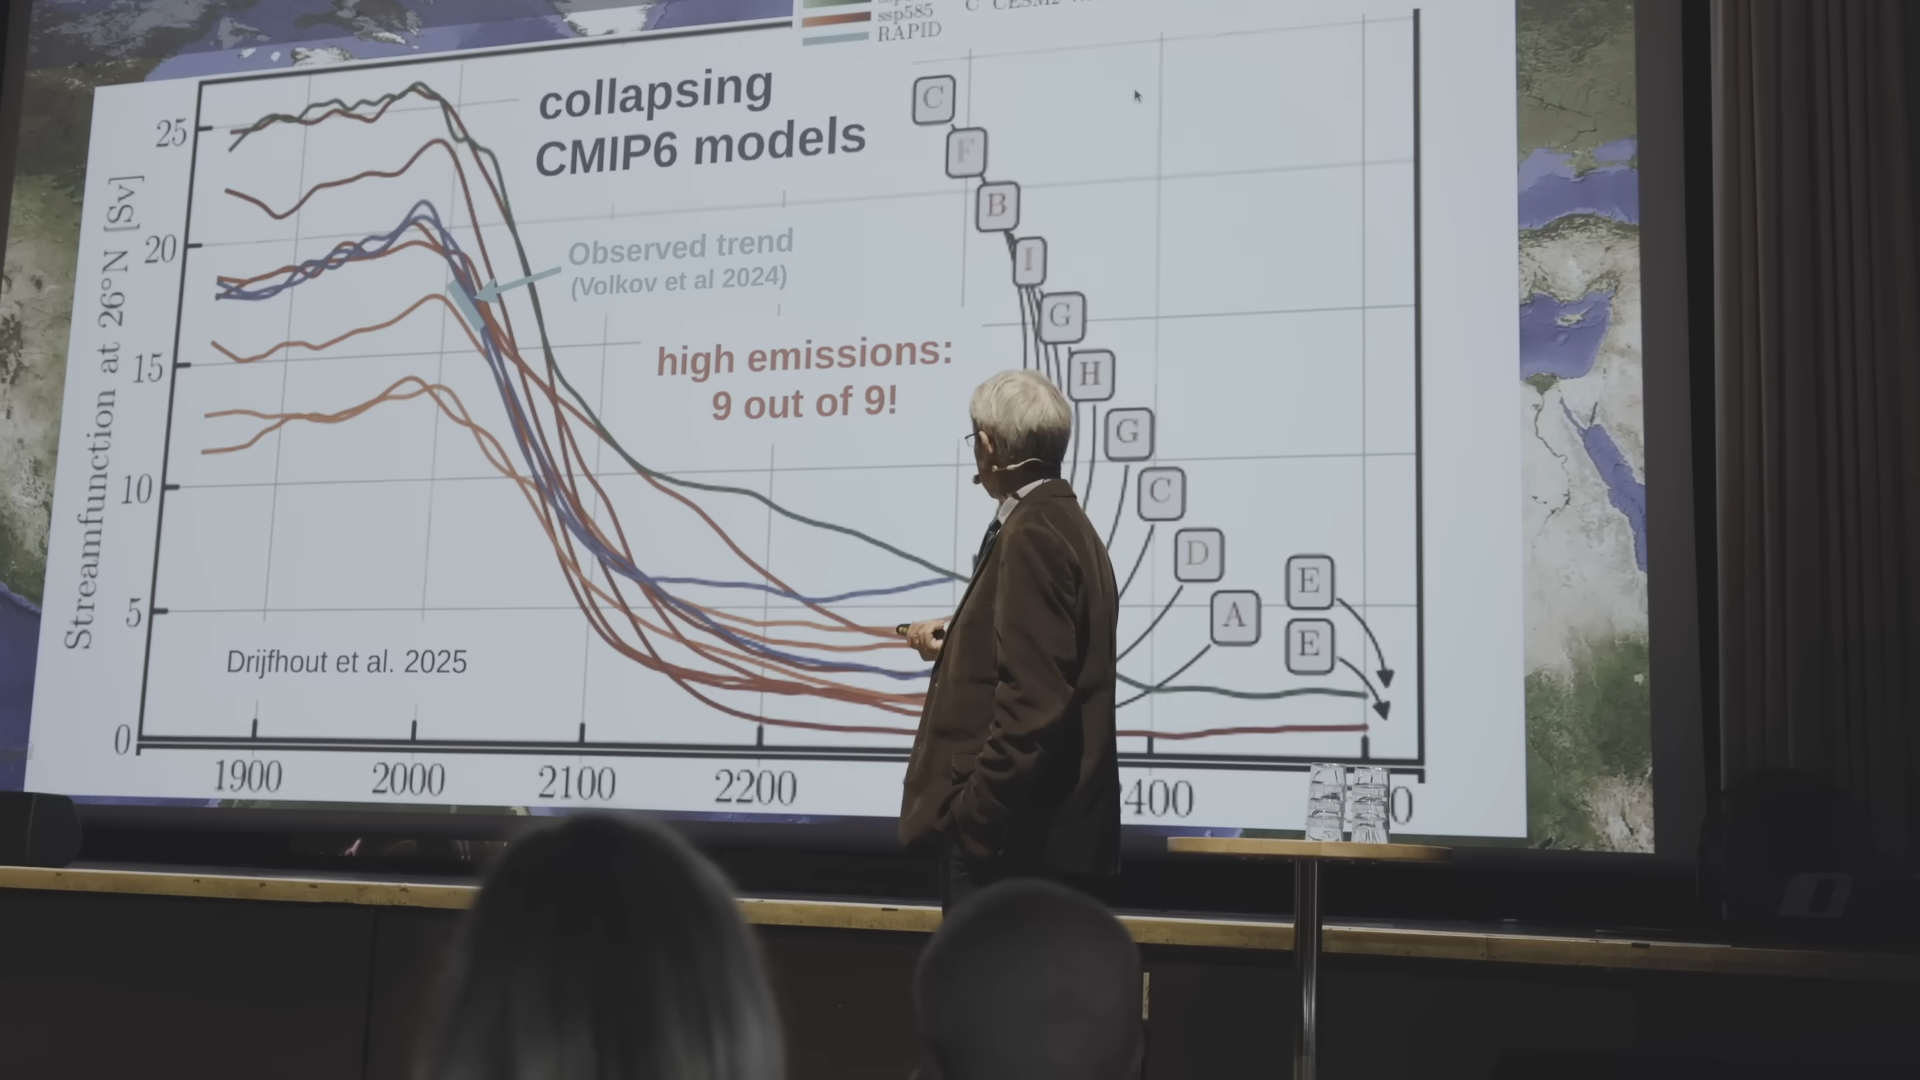 ssp585
RAPID
C
collapsing
CMIP6 models
Observed trend
(Volkov et al 2024)
high emissions:
9 out of 9!
Streamfunction at 26°N [Sv]
25
20
15
10
5
0
C
F
B
I
G
H
G
C
D
A
E
E
Drijfhout et al. 2025
1900
2000
2100
2200
400
0